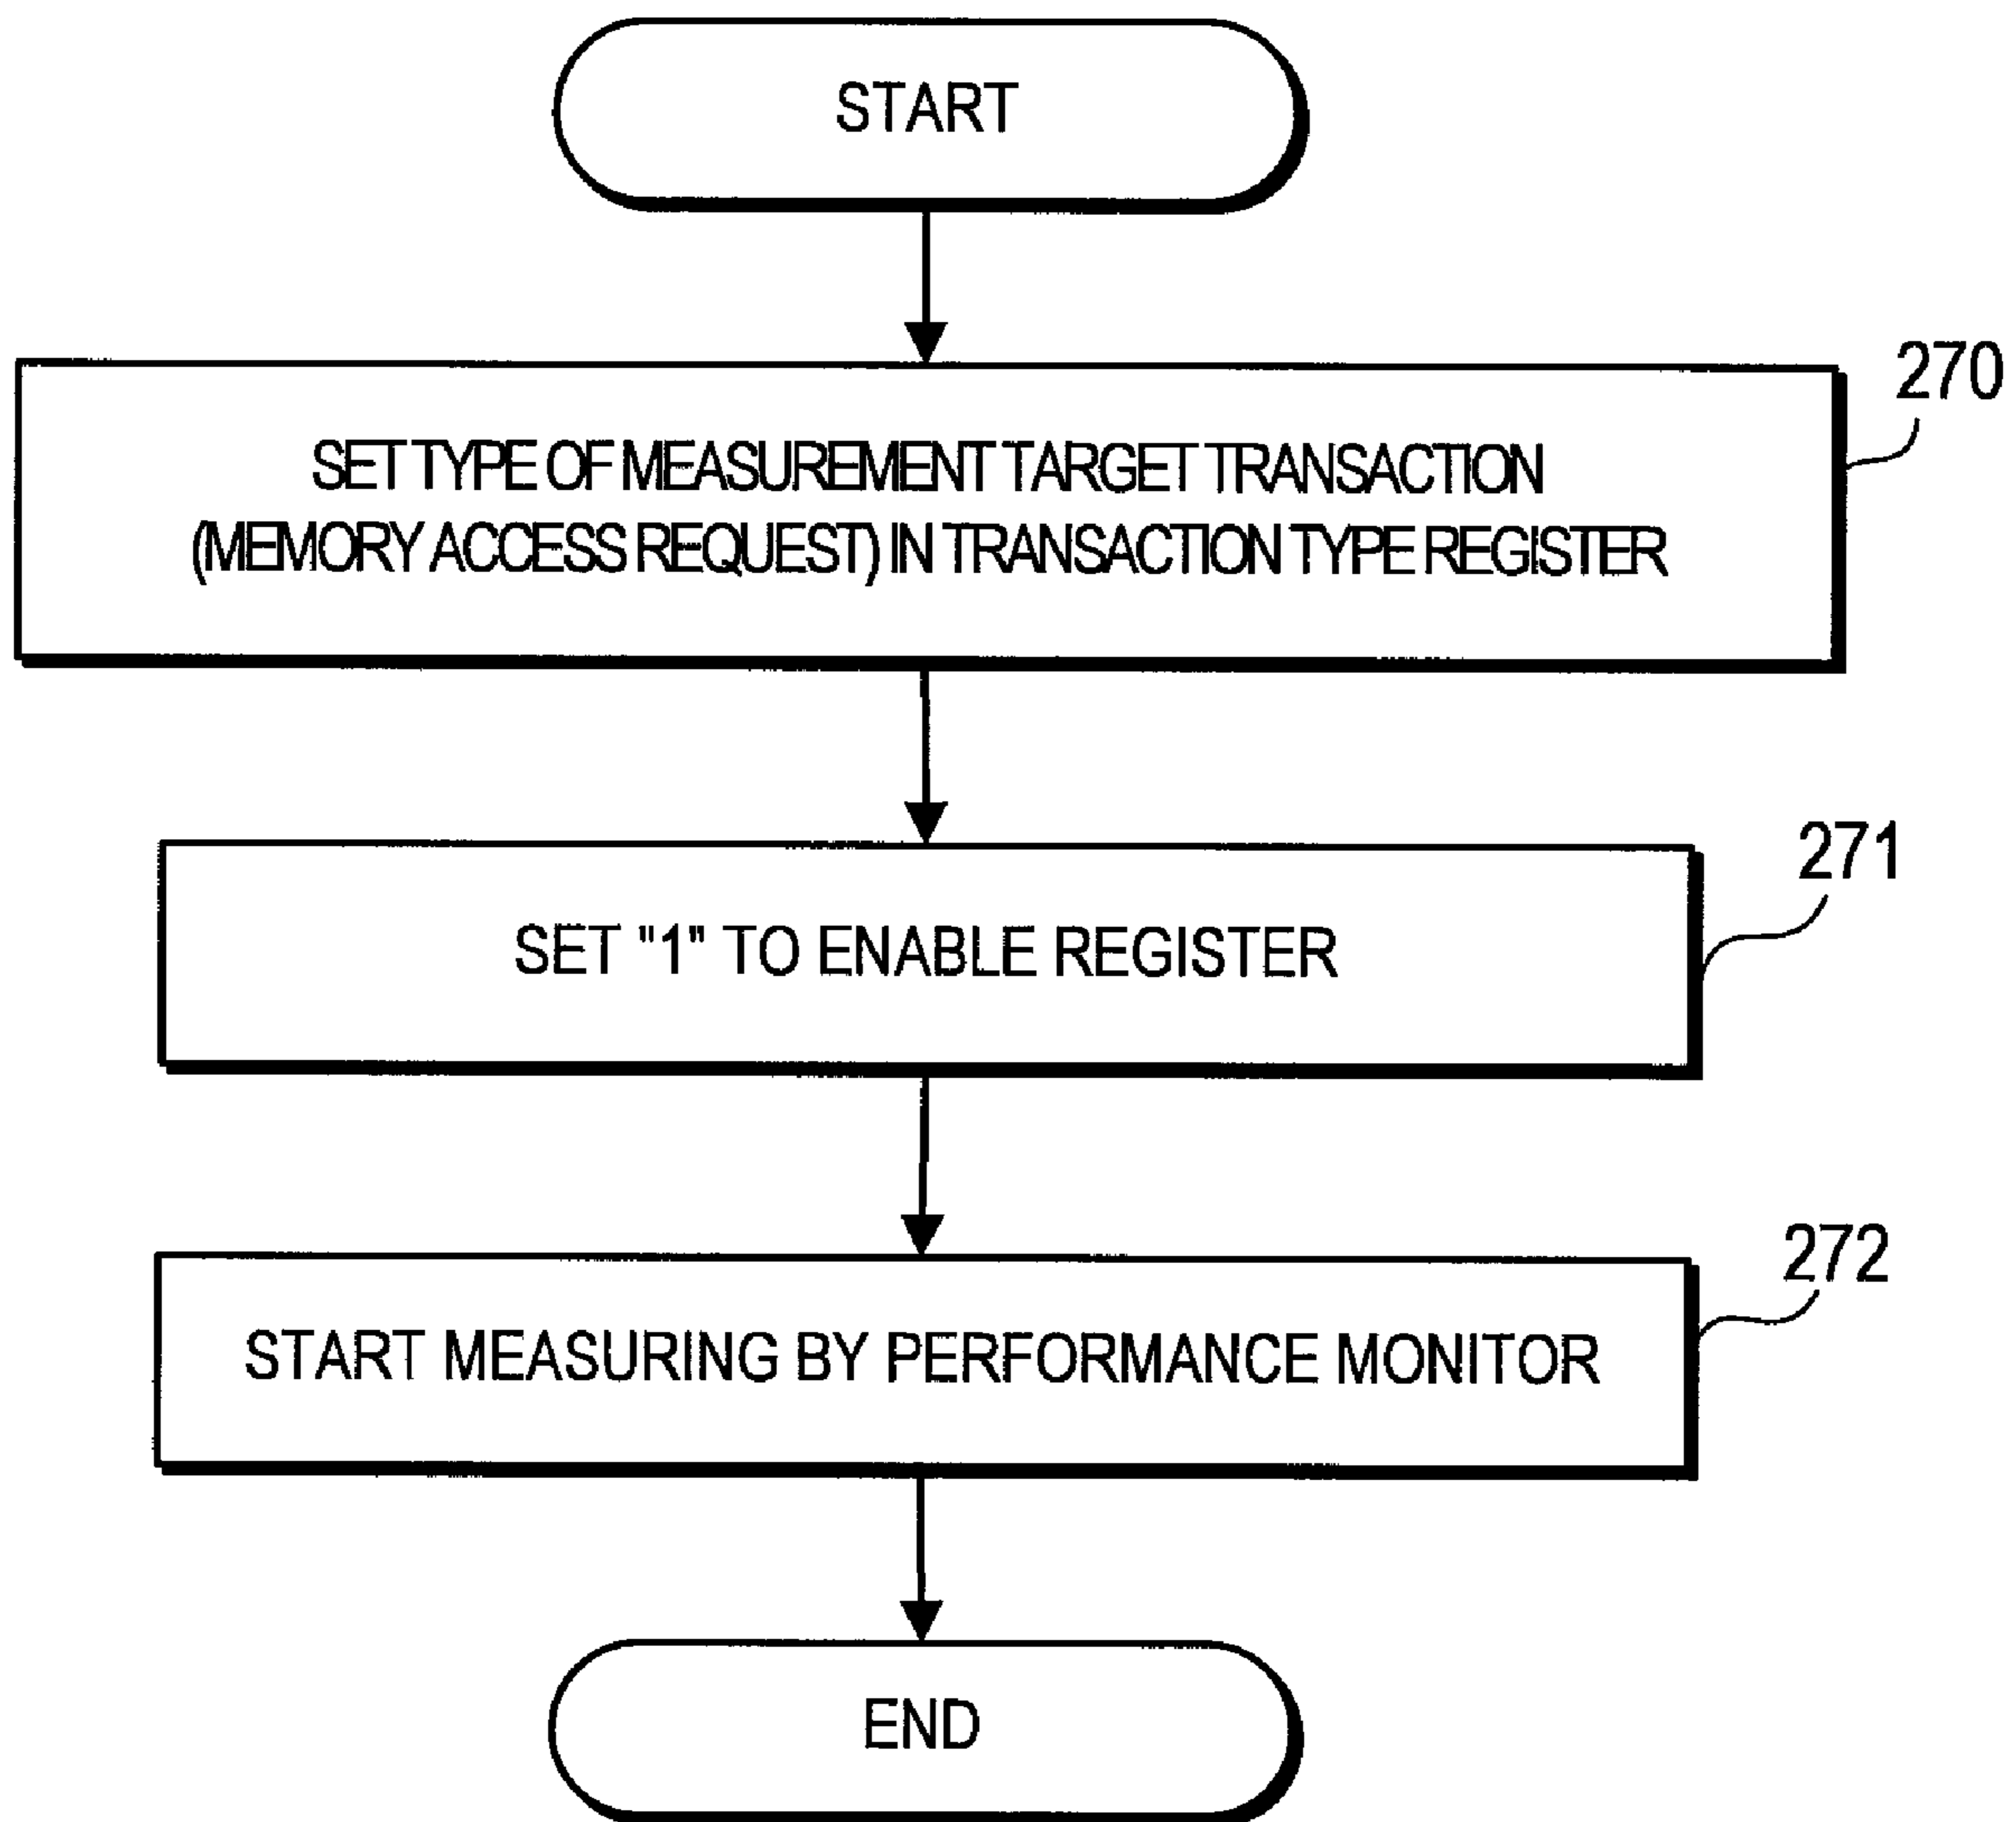 START
270
SET TYPE OF MEASUREMENT TARGET TRANSACTION
(MEMORY ACCESS REQUEST) IN TRANSACTION TYPE REGISTER
271
SET "1" TO ENABLE REGISTER
272
START MEASURING BY PERFORMANCE MONITOR
END